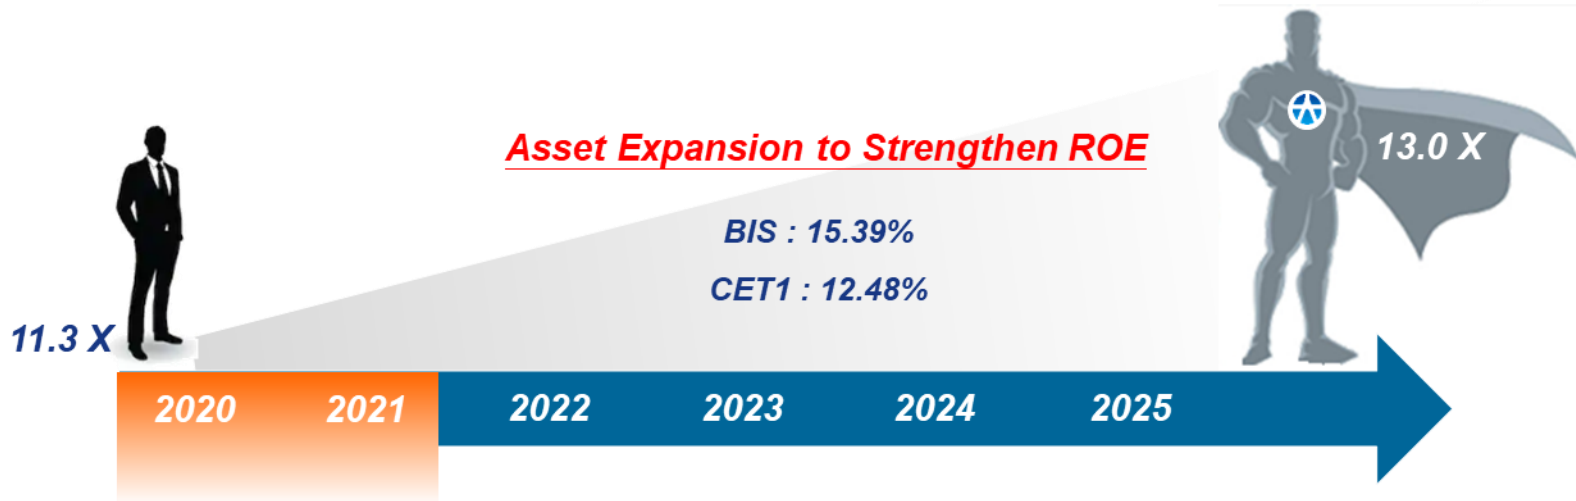 Asset Expansion to Strengthen ROE
13.0 X
BIS : 15.39%
CET1 : 12.48%
11.3 X
2020 2021 2022 2023 2024 2025